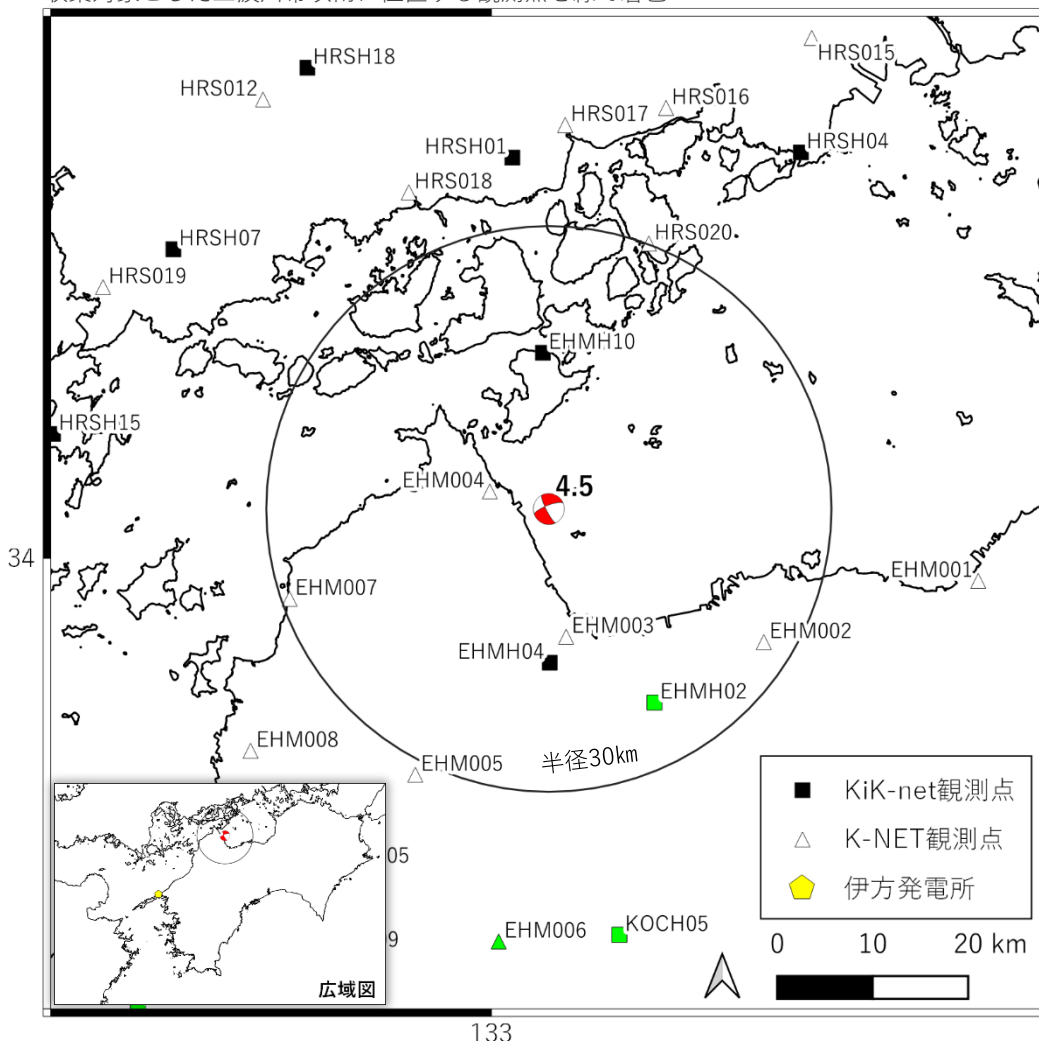 HRSH18
HRS015
HRS012
HRS016
HRS017
HRSH01
HRSH04
HRS018
HRS020
HRSH07
HRS019
EHMH10
HRSH15
EHM004
4.5
34
EHM001
EHM007
EHM003
EHM002
EHMH04
EHMH02
EHM008
半径30km
EHM005
KiK-net観測点
K-NET観測点
伊方発電所
05
EHM006
KOCH05
9
0 10 20 km
広域図
133